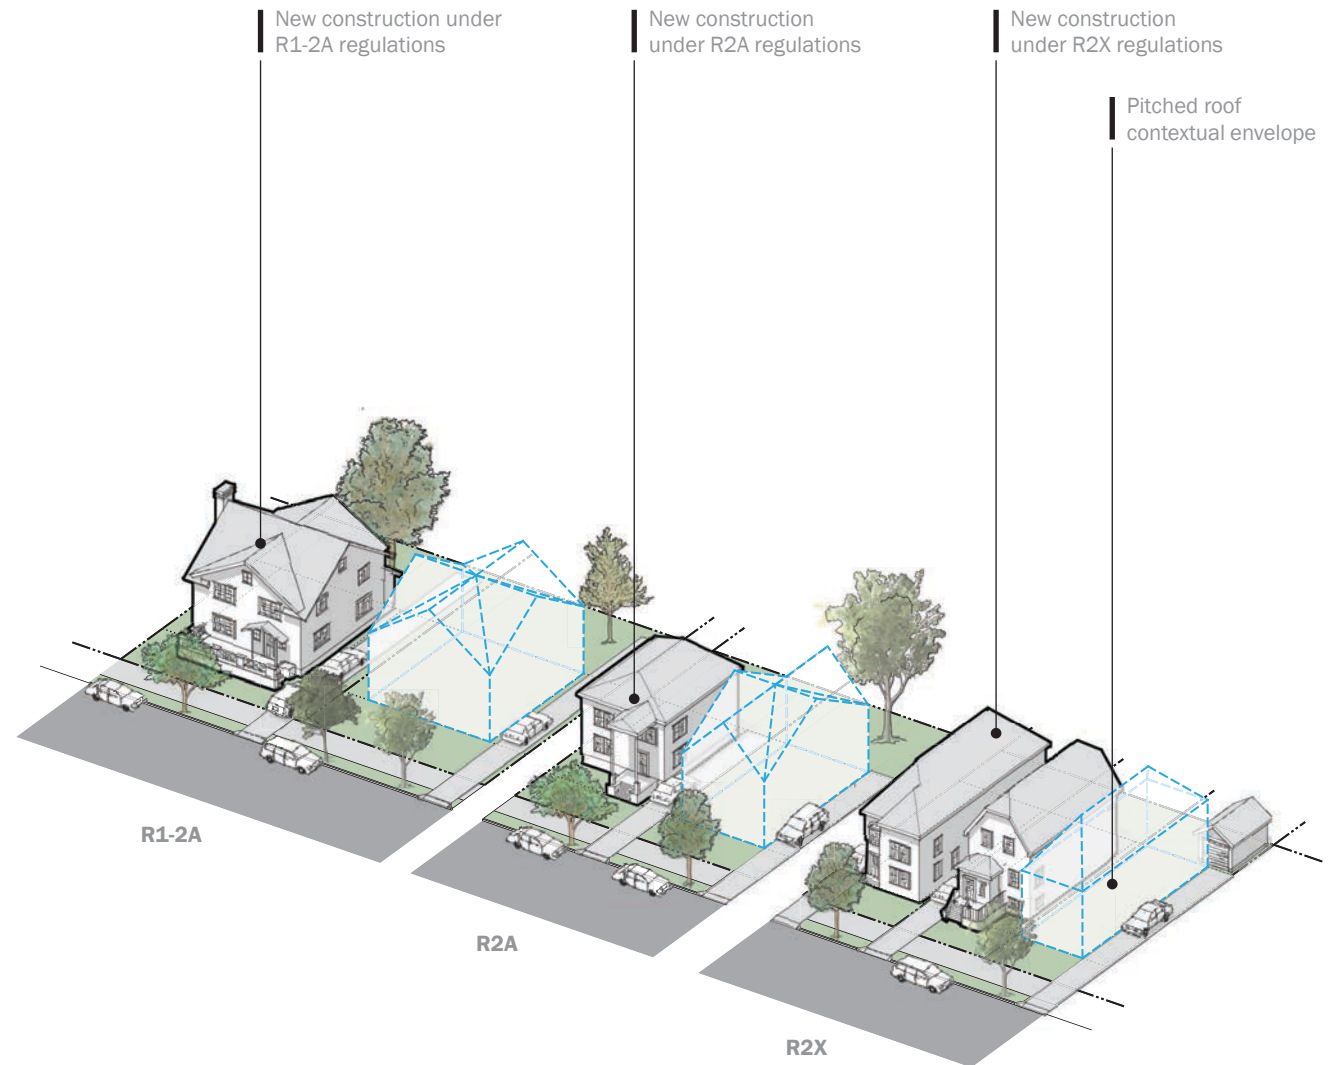 New construction under
R1-2A regulations
New construction
under R2A regulations
New construction
under R2X regulations
Pitched roof
contextual envelope
R1-2A
R2A
R2X